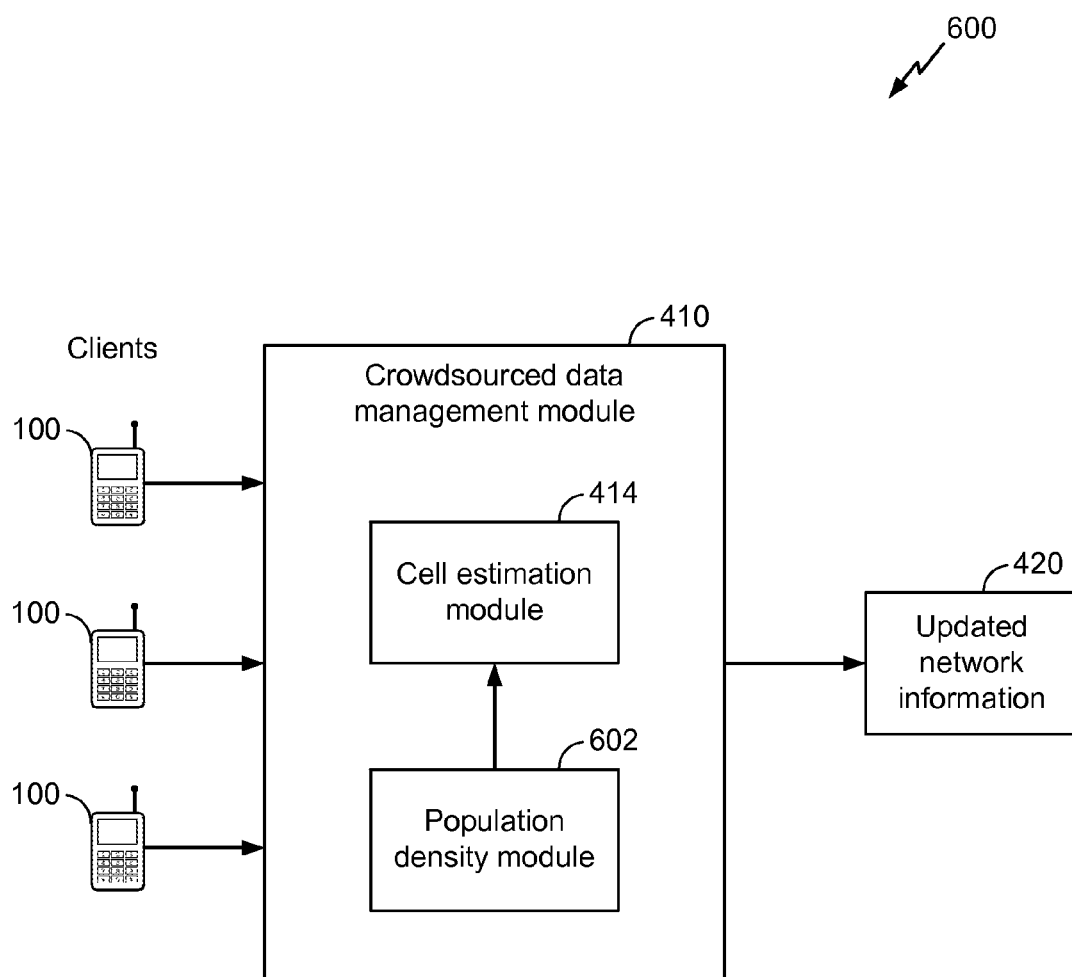 600
410
Clients
Crowdsourced data
management module
100
414
Cell estimation
module
420
100
Updated
network
information
602
100
Population
density module